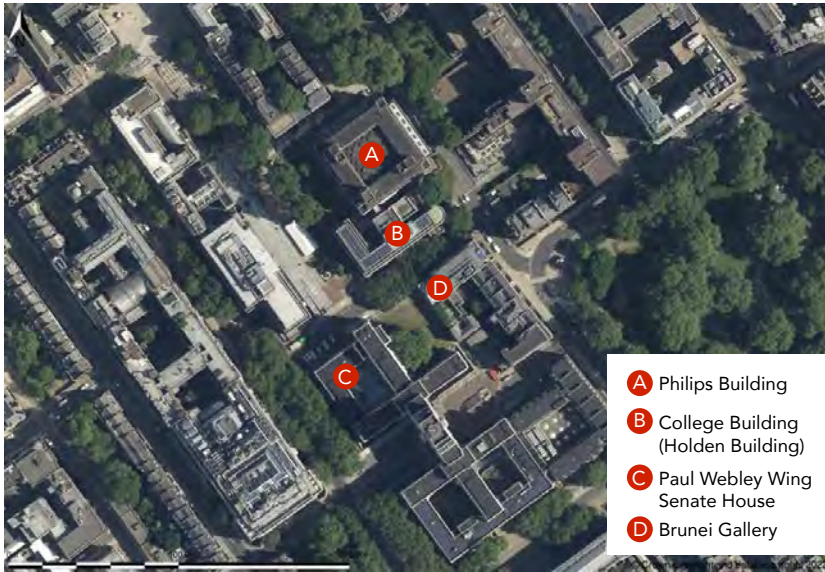 N
A
B
D
C
A Philips Building
B College Building
(Holden Building)
C Paul Webley Wing
Senate House
D Brunei Gallery